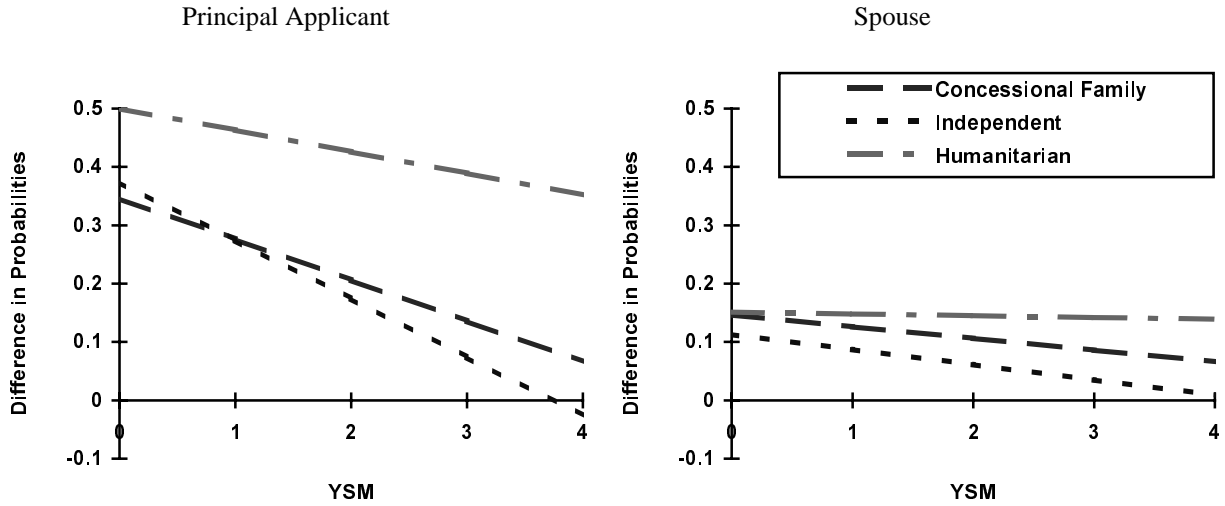 Principal Applicant
0.5
0.4
0.3
0.2
0.1
0
-0.1
0
1
2
3
4
Difference in Probabilities
YSM
Spouse
Concessional Family
Independent
Humanitarian
0.5
0.4
0.3
0.2
0.1
0
-0.1
0
1
2
3
4
Difference in Probabilities
YSM